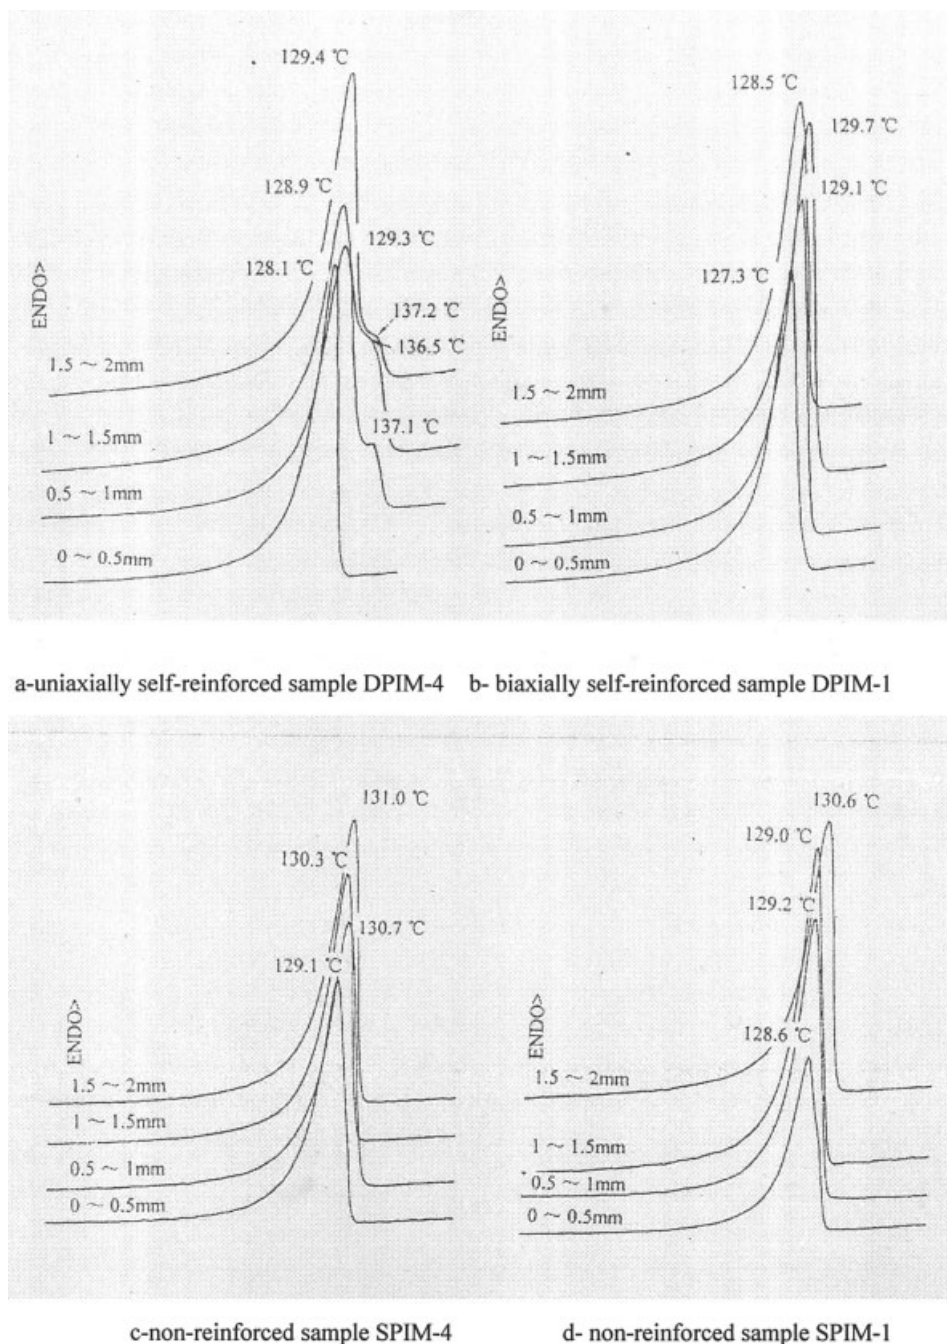 129.4 ℃
128.9 ℃
129.3 ℃
128.1 ℃
137.2 ℃
136.5 ℃
137.1 ℃
ENDO>
1.5 ~ 2mm
1 ~ 1.5mm
0.5 ~ 1mm
0 ~ 0.5mm
128.5 ℃
129.7 ℃
129.1 ℃
127.3 ℃
ENDO>
1.5 ~ 2mm
1 ~ 1.5mm
0.5 ~ 1mm
0 ~ 0.5mm
a-uniaxially self-reinforced sample DPIM-4
b- biaxially self-reinforced sample DPIM-1
131.0 ℃
130.3 ℃
130.7 ℃
129.1 ℃
ENDO>
1.5 ~ 2mm
1 ~ 1.5mm
0.5 ~ 1mm
0 ~ 0.5mm
130.6 ℃
129.0 ℃
129.2 ℃
128.6 ℃
ENDO>
1.5 ~ 2mm
1 ~ 1.5mm
0.5 ~ 1mm
0 ~ 0.5mm
c-non-reinforced sample SPIM-4
d- non-reinforced sample SPIM-1